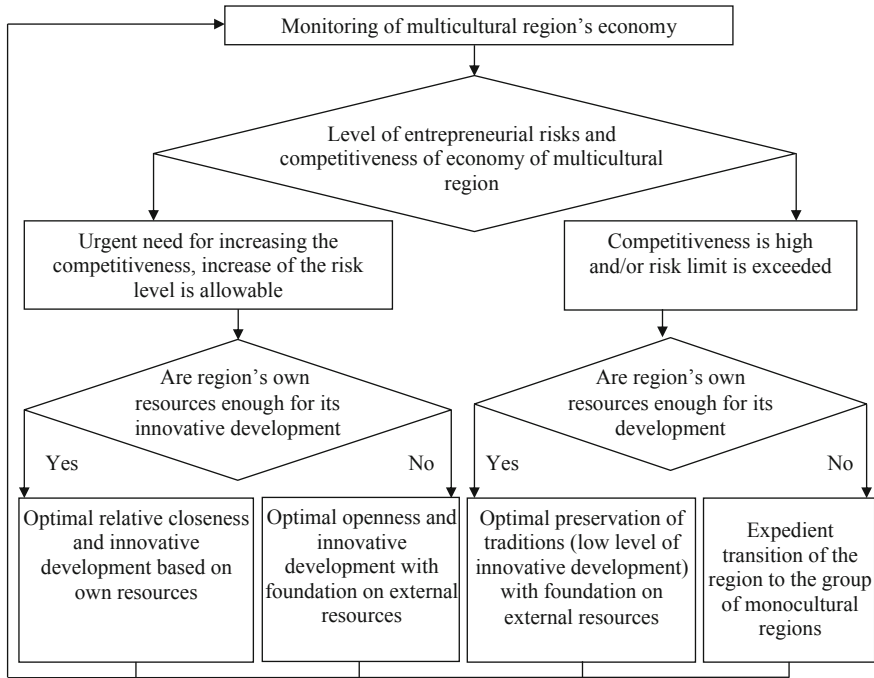 Monitoring of multicultural region's economy
Level of entrepreneurial risks and
competitiveness of economy of multicultural
region
Urgent need for increasing the
competitiveness, increase of the risk
level is allowable
Competitiveness is high
and/or risk limit is exceeded
Are region's own
resources enough for its
innovative development
Are region's own
resources enough for its
development
Yes
No
Yes
No
Optimal relative closeness
and innovative
development based on
own resources
Optimal openness and
innovative
development with
foundation on external
resources
Optimal preservation of
traditions (low level of
innovative development)
with foundation on
external resources
Expedient
transition of the
region to the group
of monocultural
regions